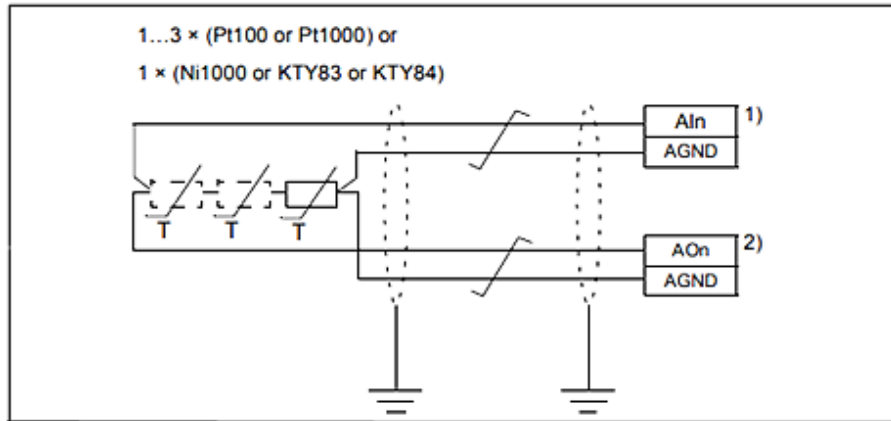 1...3 × (Pt100 or Pt1000) or
1 × (Ni1000 or KTY83 or KTY84)
AIn 1)
AGND
T T T
AOn 2)
AGND